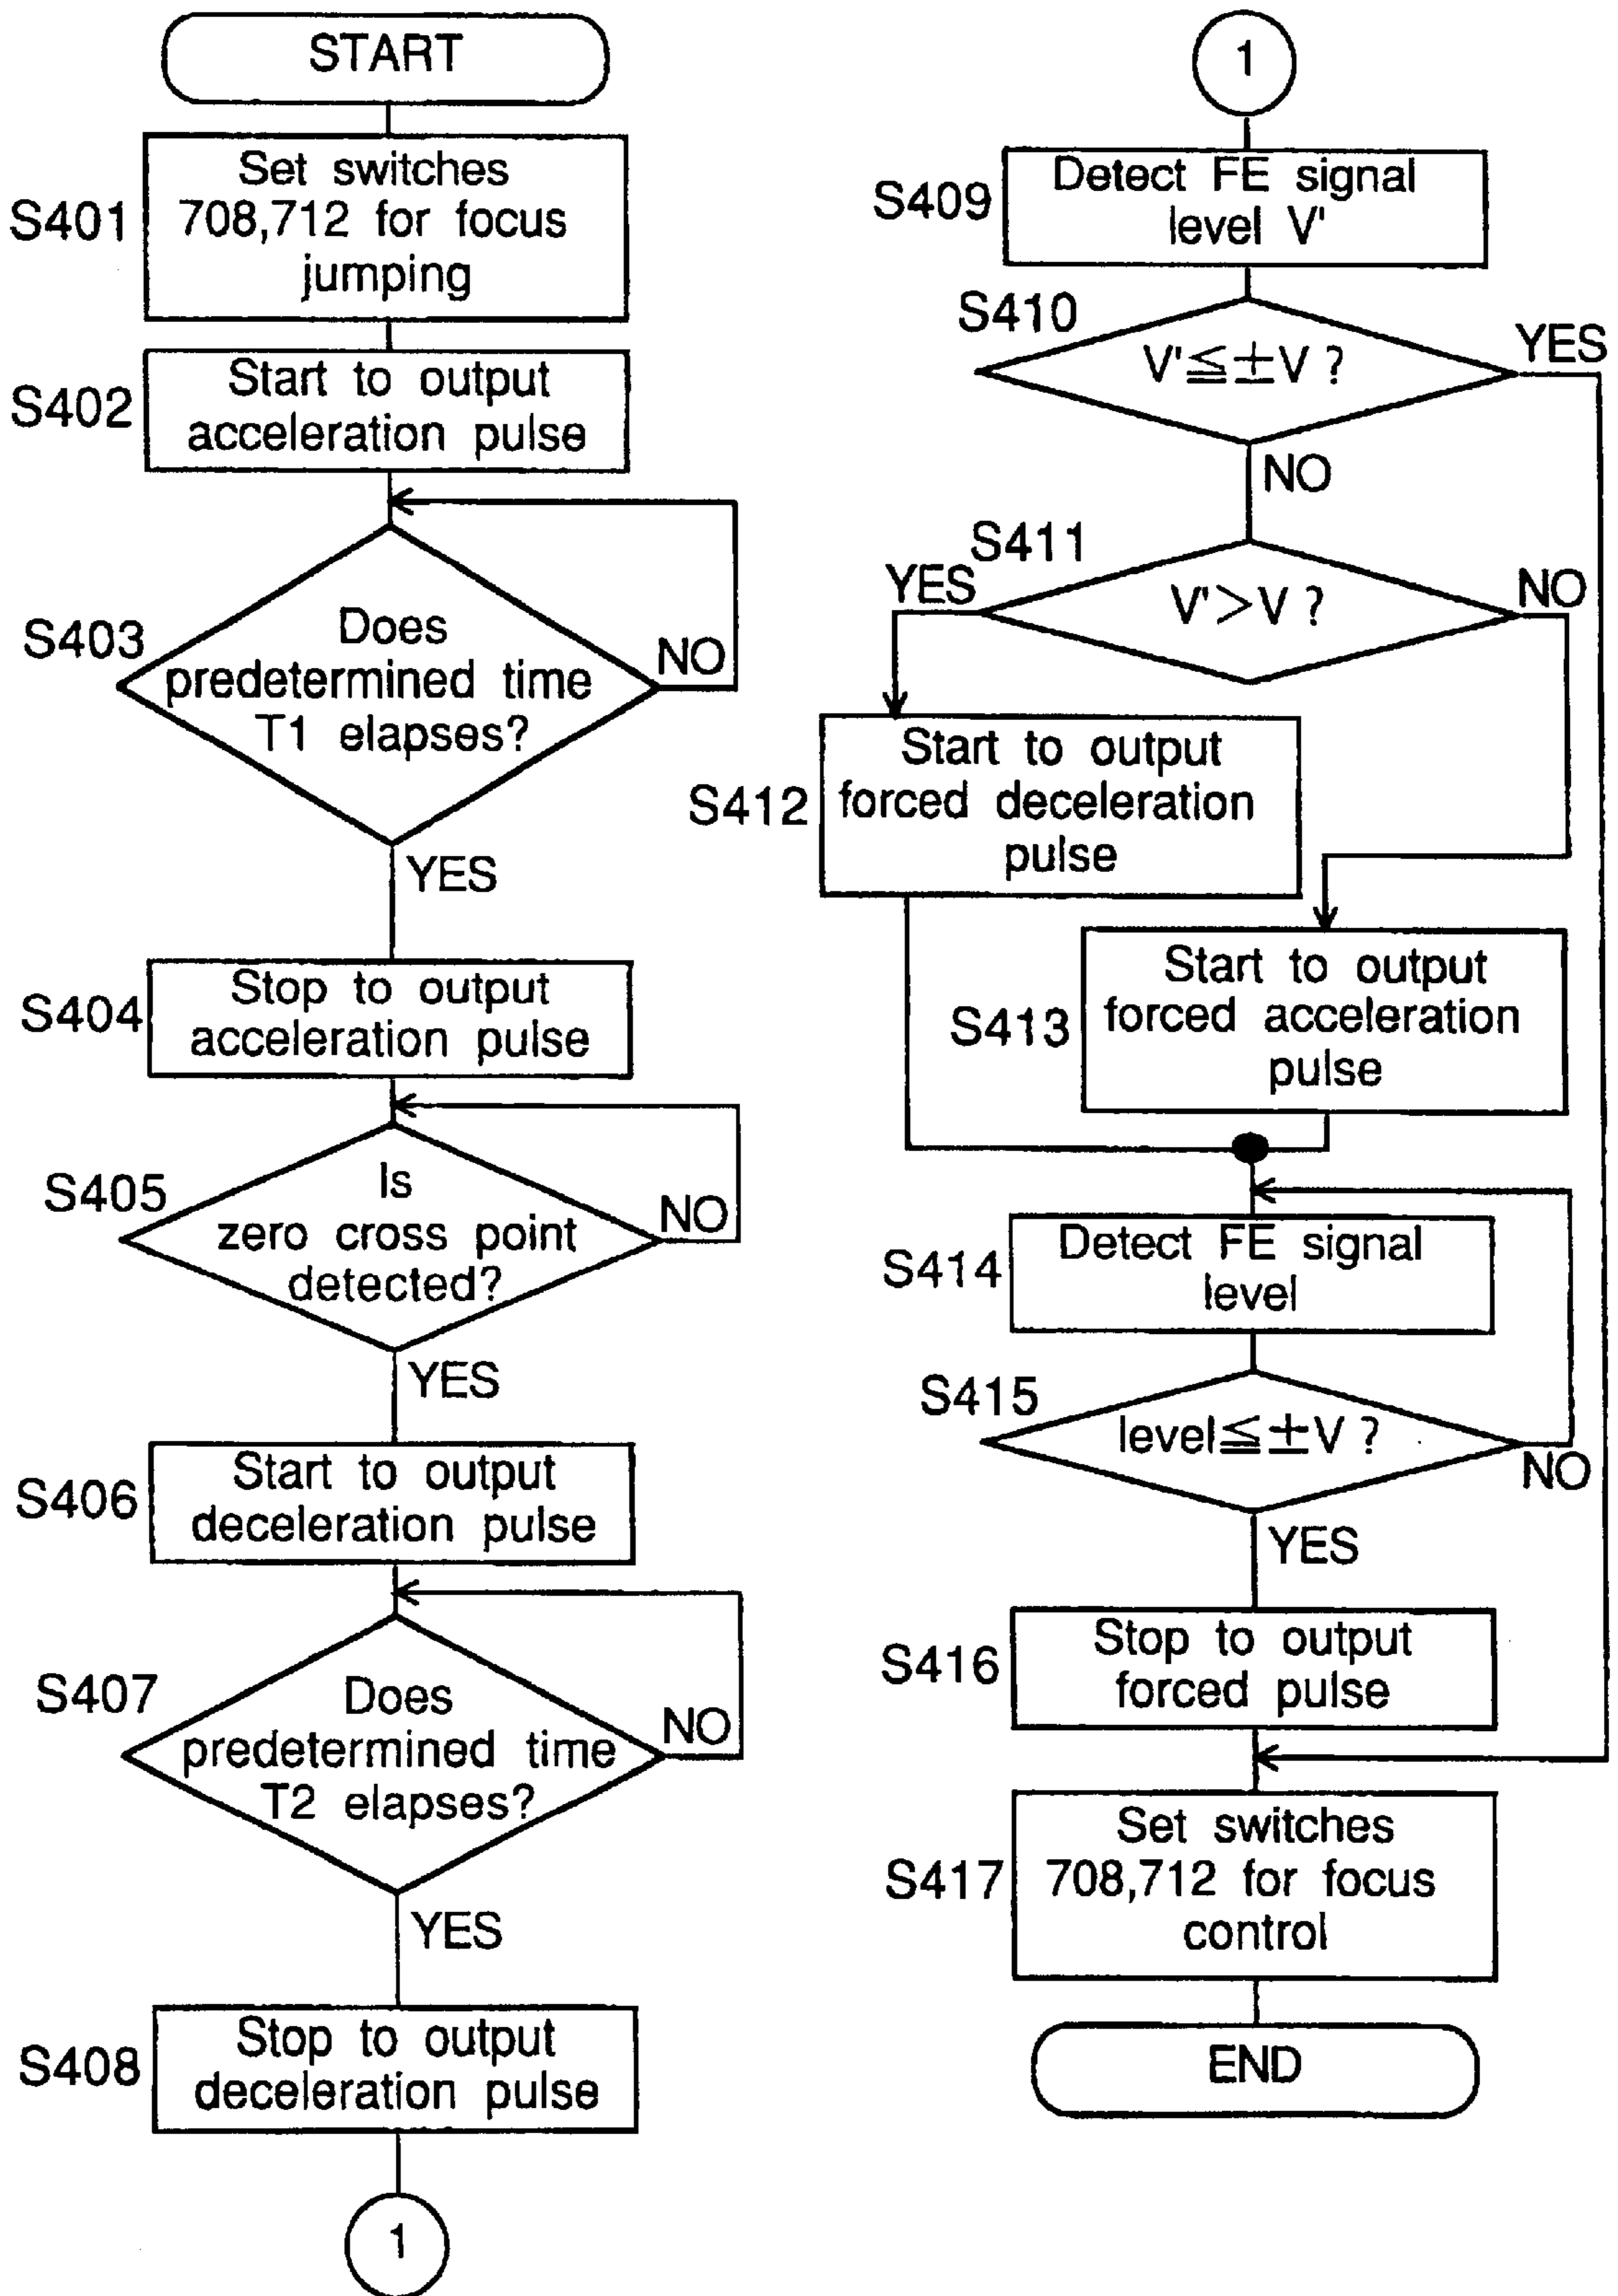 START
S401
Set switches
708,712 for focus
jumping
S402
Start to output
acceleration pulse
S403
Does
predetermined time
T1 elapses?
NO
YES
S404
Stop to output
acceleration pulse
S405
Is
zero cross point
detected?
NO
YES
S406
Start to output
deceleration pulse
S407
Does
predetermined time
T2 elapses?
NO
YES
S408
Stop to output
deceleration pulse
1
1
S409
Detect FE signal
level V'
S410
V'≦±V ?
YES
NO
S411
YES
V'>V ?
NO
S412
Start to output
forced deceleration
pulse
S413
Start to output
forced acceleration
pulse
S414
Detect FE signal
level
S415
level≦±V ?
NO
YES
S416
Stop to output
forced pulse
S417
Set switches
708,712 for focus
control
END